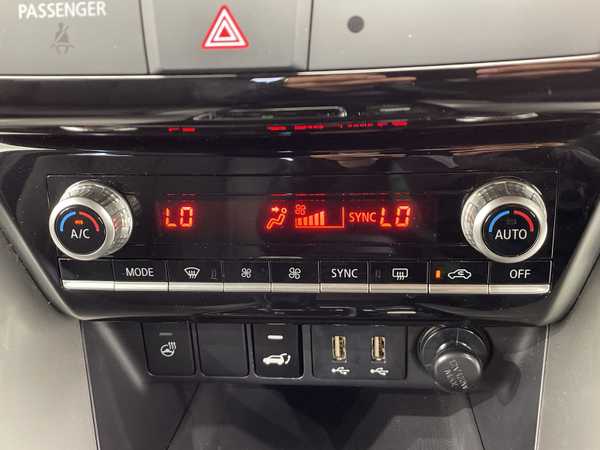 PASSENGER
LO
SYNC LO
A/C
AUTO
MODE
SYNC
OFF